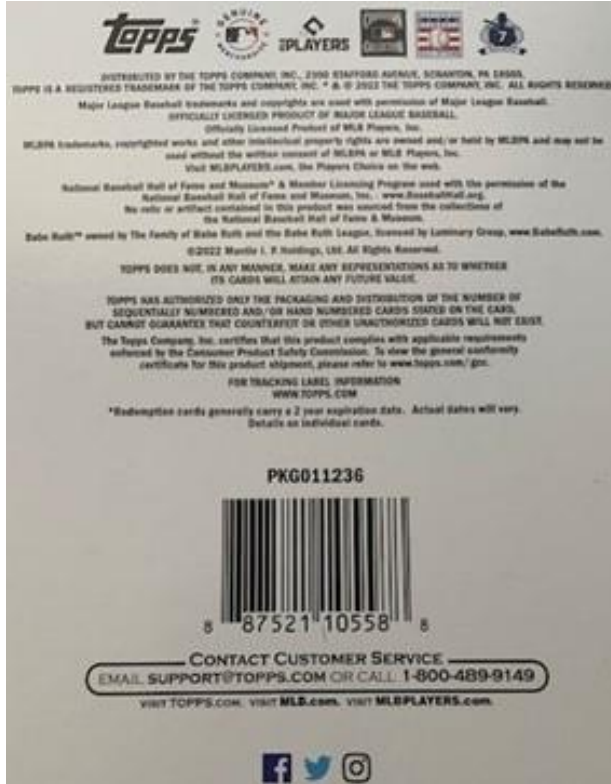 Topps GENUINE MERCHANDISE PLAYERS 7
DISTRIBUTED BY THE TOPPS COMPANY, INC., 2300 STAFFORD AVENUE, SCRANTON, PA 18505.
TOPPS IS A REGISTERED TRADEMARK OF THE TOPPS COMPANY, INC. ® & © 2022 THE TOPPS COMPANY, INC. ALL RIGHTS RESERVED
Major League Baseball trademarks and copyrights are used with permission of Major League Baseball.
OFFICIALLY LICENSED PRODUCT OF MAJOR LEAGUE BASEBALL.
Officially Licensed Product of MLB Players, Inc.
MLBPA trademarks, copyrighted works and other intellectual property rights are owned and/or held by MLBPA and may not be
used without the written consent of MLBPA or MLB Players, Inc.
Visit MLBPLAYERS.com, the Players Choice on the web.
National Baseball Hall of Fame and Museum® & Member Licensing Program used with the permission of the
National Baseball Hall of Fame and Museum, Inc. · www.BaseballHall.org.
No relic or artifact contained in this product was sourced from the collections of
the National Baseball Hall of Fame & Museum.
Babe Ruth™ owned by The Family of Babe Ruth and the Babe Ruth League, licensed by Luminary Group, www.BabeRuth.com.
©2022 Mantle I. P. Holdings, Ltd. All Rights Reserved.
TOPPS DOES NOT, IN ANY MANNER, MAKE ANY REPRESENTATIONS AS TO WHETHER
ITS CARDS WILL ATTAIN ANY FUTURE VALUE.
TOPPS HAS AUTHORIZED ONLY THE PACKAGING AND DISTRIBUTION OF THE NUMBER OF
SEQUENTIALLY NUMBERED AND/OR HAND NUMBERED CARDS STATED ON THE CARD,
BUT CANNOT GUARANTEE THAT COUNTERFEIT OR OTHER UNAUTHORIZED CARDS WILL NOT EXIST.
The Topps Company, Inc. certifies that this product complies with applicable requirements
enforced by the Consumer Product Safety Commission. To view the general conformity
certificate for this product shipment, please refer to www.topps.com/gcc.
FOR TRACKING LABEL INFORMATION
WWW.TOPPS.COM
*Redemption cards generally carry a 2 year expiration date. Actual dates will vary.
Details on individual cards.
PKG011236
8 87521 10558 8
CONTACT CUSTOMER SERVICE
EMAIL SUPPORT@TOPPS.COM OR CALL 1-800-489-9149
VISIT TOPPS.COM. VISIT MLB.com. VISIT MLBPLAYERS.com.